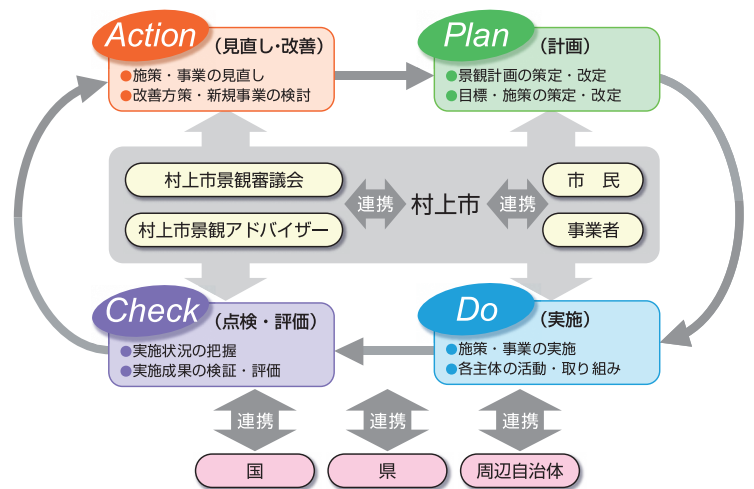 Action
(見直し・改善)
●施策・事業の見直し
●改善方策・新規事業の検討
Plan
(計画)
●景観計画の策定・改定
●目標・施策の策定・改定
村上市景観審議会
村上市景観アドバイザー
連携
村上市
連携
市 民
事業者
Check
(点検・評価)
●実施状況の把握
●実施成果の検証・評価
Do
(実施)
●施策・事業の実施
●各主体の活動・取り組み
連携
連携
連携
国
県
周辺自治体